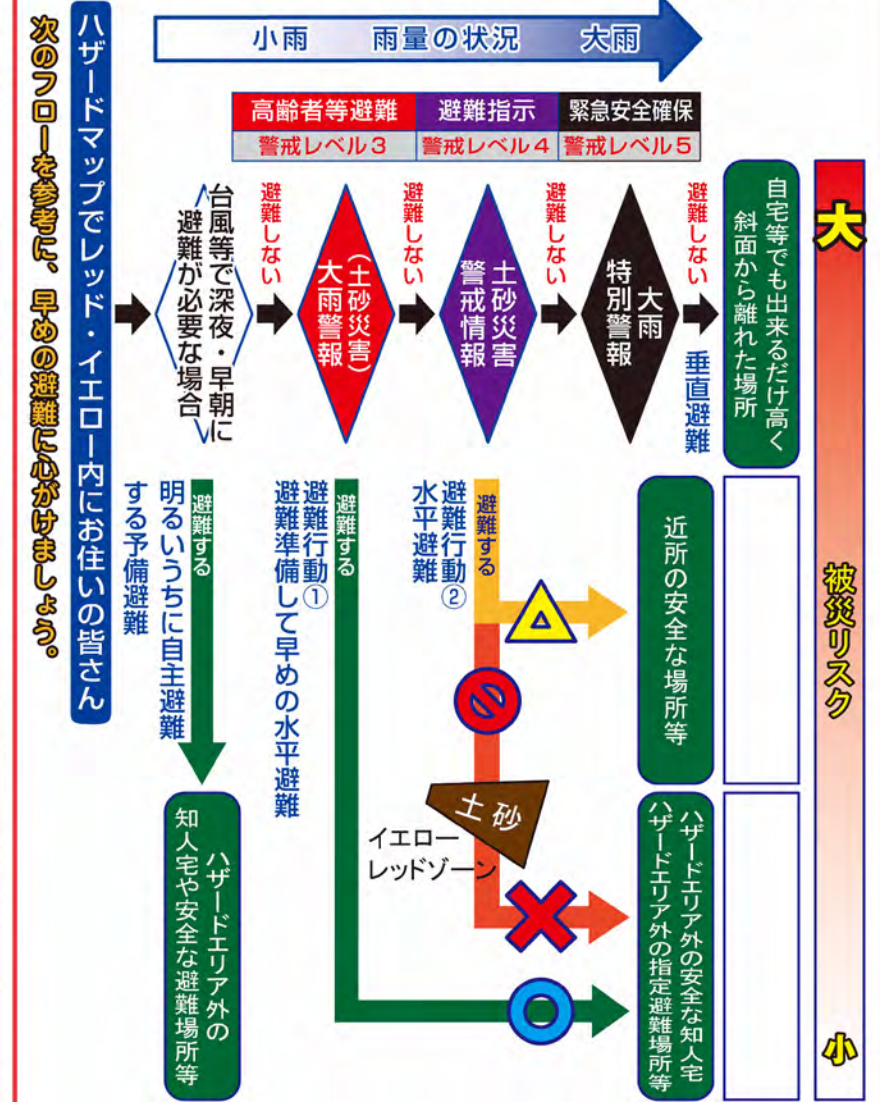 ハザードマップでレッド・イエロー内にお住いの皆さん
次のフローを参考に、早めの避難に心がけましょう。
小雨 雨量の状況 大雨
高齢者等避難 避難指示 緊急安全確保
警戒レベル3 警戒レベル4 警戒レベル5
台風等で深夜・早朝に
避難が必要な場合
避難しない
(土砂災害)
大雨警報
避難しない
土砂災害
警戒情報
避難しない
大雨
特別警報
避難しない
垂直避難
自宅等でも出来るだけ高く
斜面から離れた場所
大
被災リスク
小
避難する
明るいうちに自主避難
する予備避難
ハザードエリア外の
知人宅や安全な避難場所等
避難する
避難行動①
避難準備して早めの水平避難
避難する
避難行動②
水平避難
近所の安全な場所等
土砂
イエロー
レッドゾーン
ハザードエリア外の安全な知人宅
ハザードエリア外の指定避難場所等